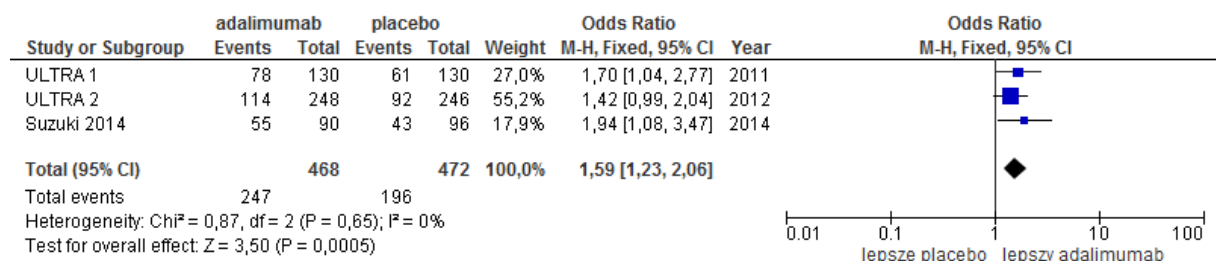 adalimumab placebo Odds Ratio Odds Ratio
Study or Subgroup Events Total Events Total Weight M-H, Fixed, 95% CI Year M-H, Fixed, 95% CI
ULTRA 1 78 130 61 130 27,0% 1,70 [1,04, 2,77] 2011
ULTRA 2 114 248 92 246 55,2% 1,42 [0,99, 2,04] 2012
Suzuki 2014 55 90 43 96 17,9% 1,94 [1,08, 3,47] 2014
Total (95% CI) 468 472 100,0% 1,59 [1,23, 2,06]
Total events 247 196
Heterogeneity: Chi² = 0,87, df = 2 (P = 0,65); I² = 0%
Test for overall effect: Z = 3,50 (P = 0,0005)
0.01 0.1 1 10 100
lepsze placebo lepszy adalimumab